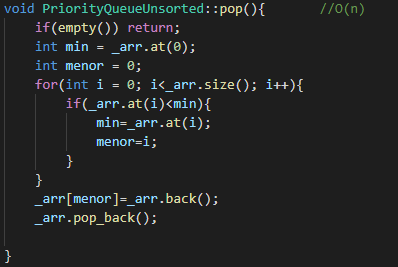 void PriorityQueueUnsorted::pop(){        //O(n)
    if(empty()) return;
    int min = _arr.at(0);
    int menor = 0;
    for(int i = 0; i<_arr.size(); i++){
        if(_arr.at(i)<min){
            min=_arr.at(i);
            menor=i;
        }
    }
    _arr[menor]=_arr.back();
    _arr.pop_back();
}